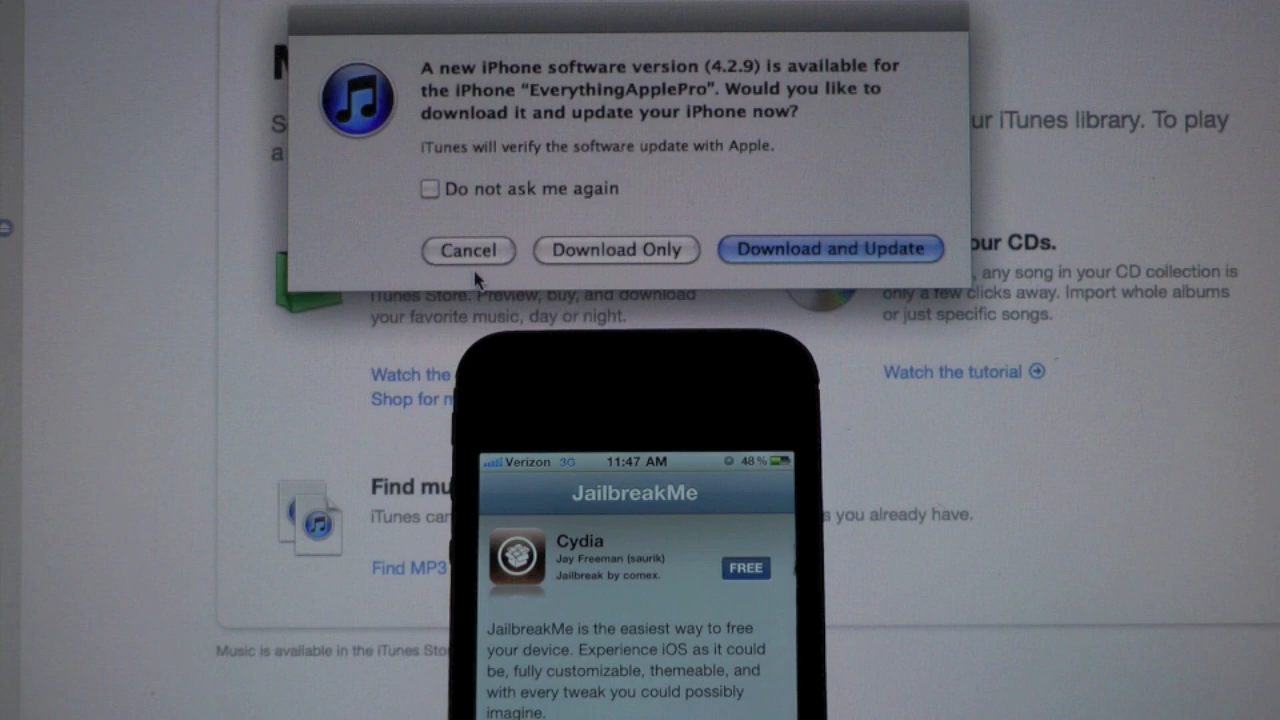 A new iPhone software version (4.2.9) is available for
the iPhone “EverythingApplePro”. Would you like to
download it and update your iPhone now?
iTunes will verify the software update with Apple.
Do not ask me again
Cancel
Download Only
Download and Update
ur iTunes library. To play
our CDs.
, any song in your CD collection is
only a few clicks away. Import whole albums
or just specific songs.
Watch the tutorial
iTunes Store. Preview, buy, and download
your favorite music, day or night.
Watch the
Shop for
Find mu
iTunes can
s you already have.
Find MP3
Music is available in the iTunes Sto
Verizon 3G 11:47 AM 48%
JailbreakMe
Cydia
Jay Freeman (saurik)
Jailbreak by comex.
FREE
JailbreakMe is the easiest way to free
your device. Experience iOS as it could
be, fully customizable, themeable, and
with every tweak you could possibly
imagine.